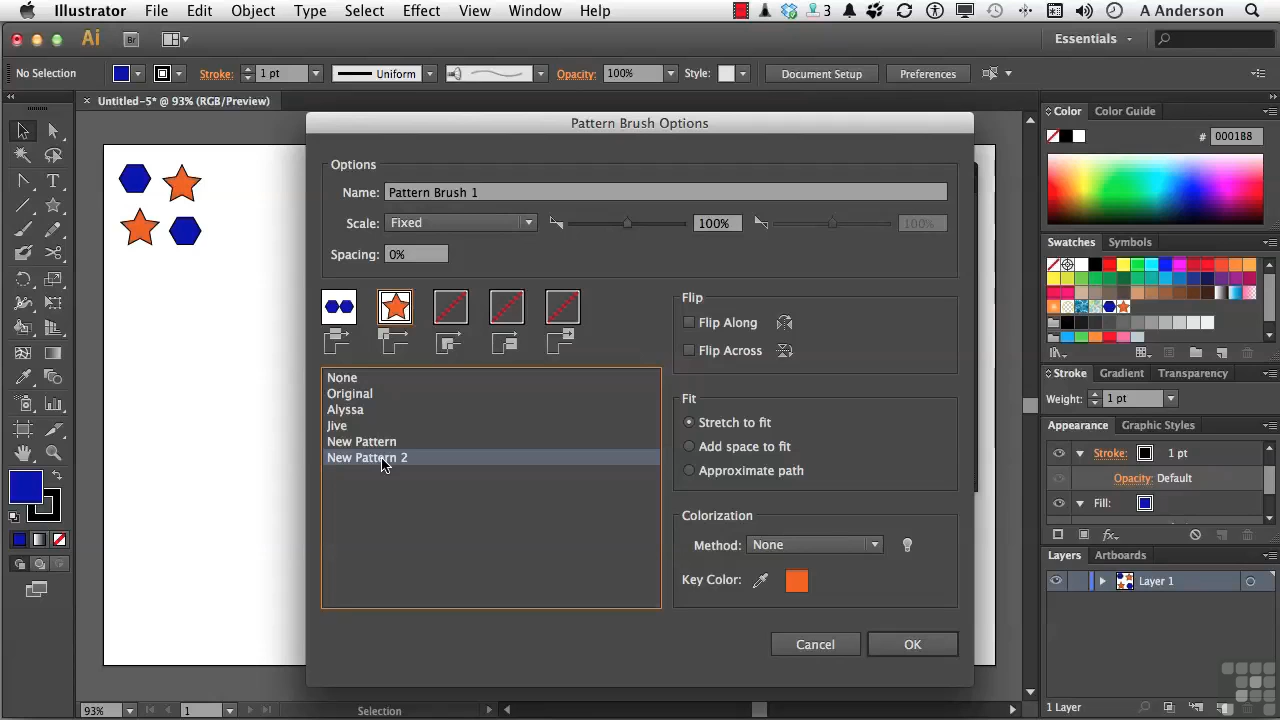 Illustrator File Edit Object Type Select Effect View Window Help 3 A Anderson
Ai Br Essentials
No Selection Stroke: 1 pt Uniform Opacity: 100% Style: Document Setup Preferences
Untitled-5* @ 93% (RGB/Preview)
Pattern Brush Options
Options
Name: Pattern Brush 1
Scale: Fixed 100% 100%
Spacing: 0%
None
Original
Alyssa
Jive
New Pattern
New Pattern 2
Flip
Flip Along
Flip Across
Fit
Stretch to fit
Add space to fit
Approximate path
Colorization
Method: None
Key Color:
Cancel OK
Color Color Guide
# 0001B8
Swatches Symbols
Stroke Gradient Transparency
Weight: 1 pt
Appearance Graphic Styles
Stroke: 1 pt
Opacity: Default
Fill:
fx
Layers Artboards
Layer 1
1 Layer
93% 1 Selection